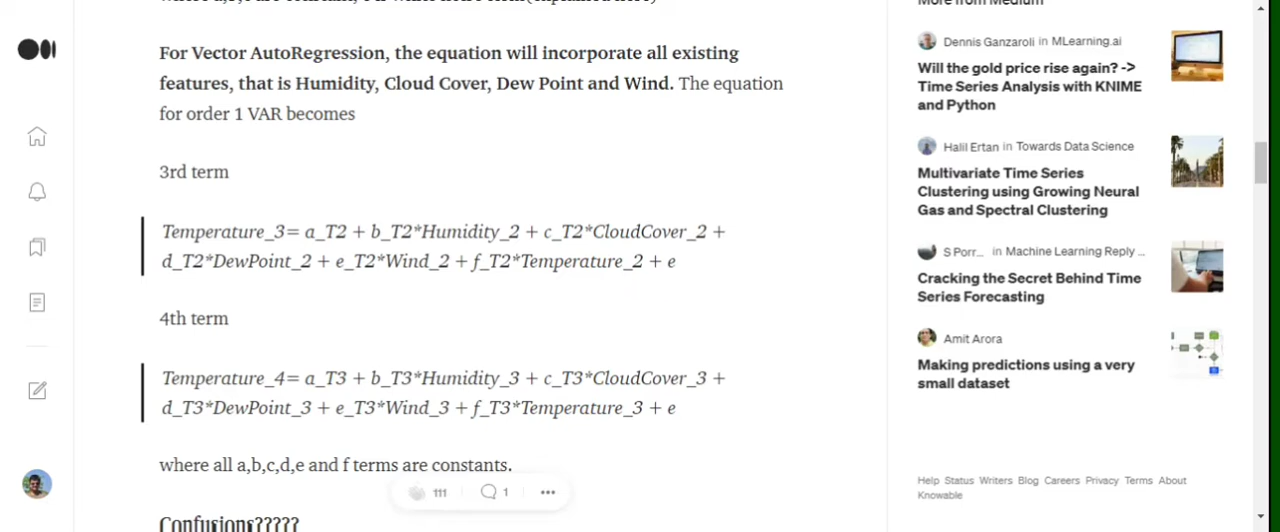 For Vector AutoRegression, the equation will incorporate all existing
features, that is Humidity, Cloud Cover, Dew Point and Wind. The equation
for order 1 VAR becomes
3rd term
Temperature_3= a_T2 + b_T2*Humidity_2 + c_T2*CloudCover_2 +
d_T2*DewPoint_2 + e_T2*Wind_2 + f_T2*Temperature_2 + e
4th term
Temperature_4= a_T3 + b_T3*Humidity_3 + c_T3*CloudCover_3 +
d_T3*DewPoint_3 + e_T3*Wind_3 + f_T3*Temperature_3 + e
where all a,b,c,d,e and f terms are constants.
111
1
Confusions?????
More from Medium
Dennis Ganzaroli in MLearning.ai
Will the gold price rise again? ->
Time Series Analysis with KNIME
and Python
Halil Ertan in Towards Data Science
Multivariate Time Series
Clustering using Growing Neural
Gas and Spectral Clustering
S Porr... in Machine Learning Reply ...
Cracking the Secret Behind Time
Series Forecasting
Amit Arora
Making predictions using a very
small dataset
Help Status Writers Blog Careers Privacy Terms About
Knowable